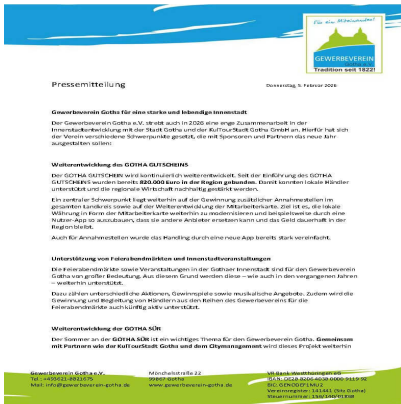 Für ein Miteinander!
GEWERBEVEREIN
Gotha e.V.
Tradition seit 1822!
Pressemitteilung
Donnerstag, 5. Februar 2026
Gewerbeverein Gotha für eine starke und lebendige Innenstadt
Der Gewerbeverein Gotha e.V. strebt auch in 2026 eine enge Zusammenarbeit in der
Innenstadtentwicklung mit der Stadt Gotha und der KulTourStadt Gotha GmbH an. Hierfür hat sich
der Verein verschiedene Schwerpunkte gesetzt, die mit Sponsoren und Partnern das neue Jahr
ausgestalten sollen:
Weiterentwicklung des GOTHA GUTSCHEINS
Der GOTHA GUTSCHEIN wird kontinuierlich weiterentwickelt. Seit der Einführung des GOTHA
GUTSCHEINS wurden bereits 820.000 Euro in der Region gebunden. Damit konnten lokale Händler
unterstützt und die regionale Wirtschaft nachhaltig gestärkt werden.
Ein zentraler Schwerpunkt liegt weiterhin auf der Gewinnung zusätzlicher Annahmestellen im
gesamten Landkreis sowie auf der Weiterentwicklung der Mitarbeiterkarte. Ziel ist es, die lokale
Währung in Form der Mitarbeiterkarte weiterhin zu modernisieren und beispielsweise durch eine
Nutzer-App so auszubauen, dass sie andere Anbieter ersetzen kann und das Geld dauerhaft in der
Region bleibt.
Auch für Annahmestellen wurde das Handling durch eine neue App bereits stark vereinfacht.
Unterstützung von Feierabendmärkten und Innenstadtveranstaltungen
Die Feierabendmärkte sowie Veranstaltungen in der Gothaer Innenstadt sind für den Gewerbeverein
Gotha von großer Bedeutung. Aus diesem Grund werden diese – wie auch in den vergangenen Jahren
– weiterhin unterstützt.
Dazu zählen unterschiedliche Aktionen, Gewinnspiele sowie musikalische Angebote. Zudem wird die
Gewinnung und Begleitung von Händlern aus den Reihen des Gewerbevereins für die
Feierabendmärkte auch künftig aktiv unterstützt.
Weiterentwicklung der GOTHA SÜR
Der Sommer an der GOTHA SÜR ist ein wichtiges Thema für den Gewerbeverein Gotha. Gemeinsam
mit Partnern wie der KulTourStadt Gotha und dem Citymanagement wird dieses Projekt weiterhin
Gewerbeverein Gotha e.V.
Mönchelsstraße 22
VR Bank Westthüringen eG
Tel.: +493621-8821675
99867 Gotha
Mail: info@gewerbeverein-gotha.de
www.gewerbeverein-gotha.de
BIC: GENODEF1MU2